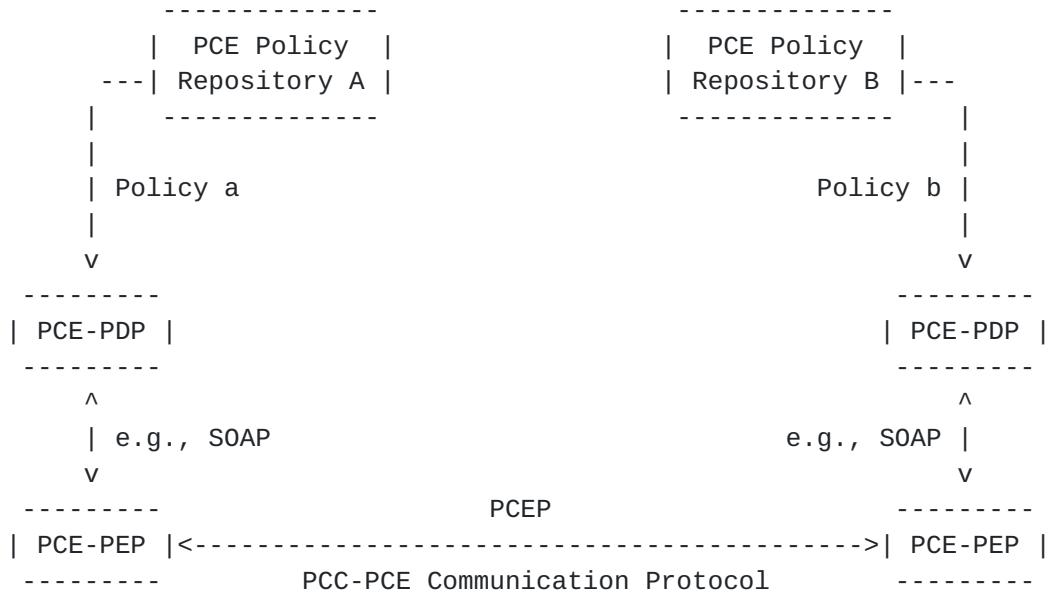 PCE Policy PCE Policy
Repository A Repository B
Policy a Policy b
PCE-PDP PCE-PDP
e.g., SOAP e.g., SOAP
PCEP
PCE-PEP PCE-PEP
PCC-PCE Communication Protocol